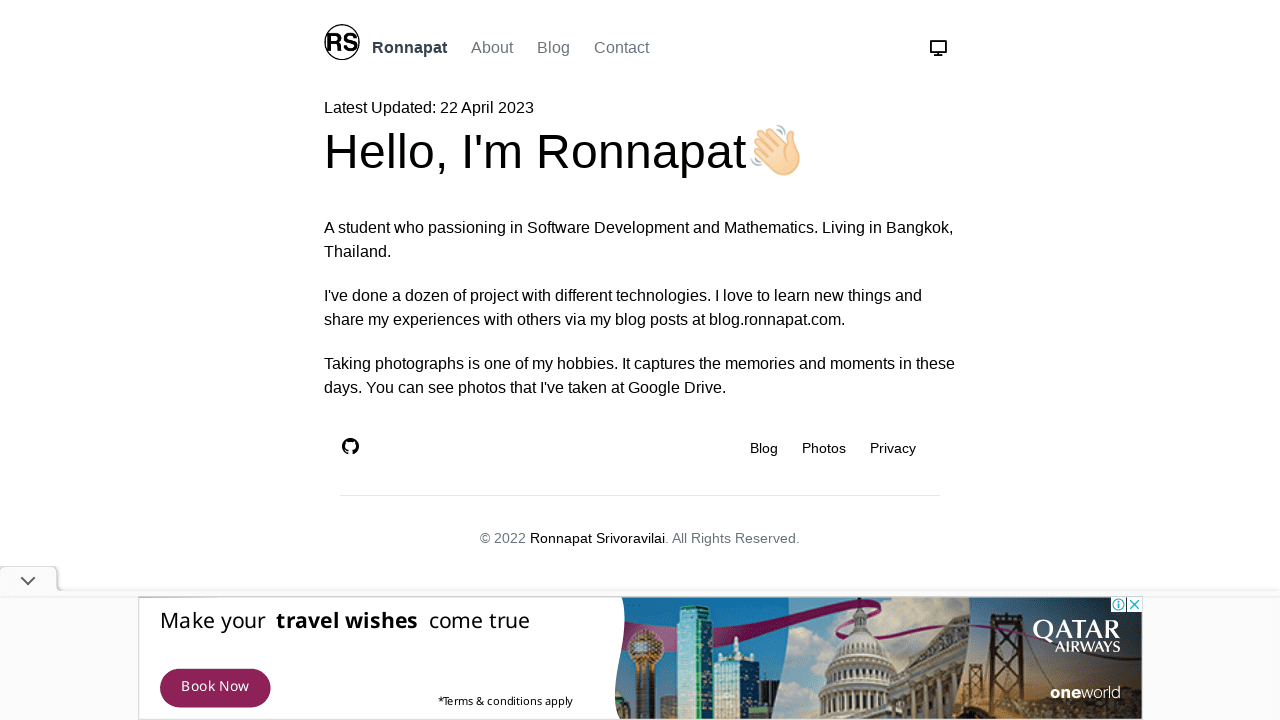 RS
Ronnapat About Blog Contact
Latest Updated: 22 April 2023
Hello, I'm Ronnapat👋🏻
A student who passioning in Software Development and Mathematics. Living in Bangkok,
Thailand.
I've done a dozen of project with different technologies. I love to learn new things and
share my experiences with others via my blog posts at blog.ronnapat.com.
Taking photographs is one of my hobbies. It captures the memories and moments in these
days. You can see photos that I've taken at Google Drive.
Blog Photos Privacy
© 2022 Ronnapat Srivoravilai. All Rights Reserved.
Make your travel wishes come true
Book Now
*Terms & conditions apply
QATAR
AIRWAYS
oneworld